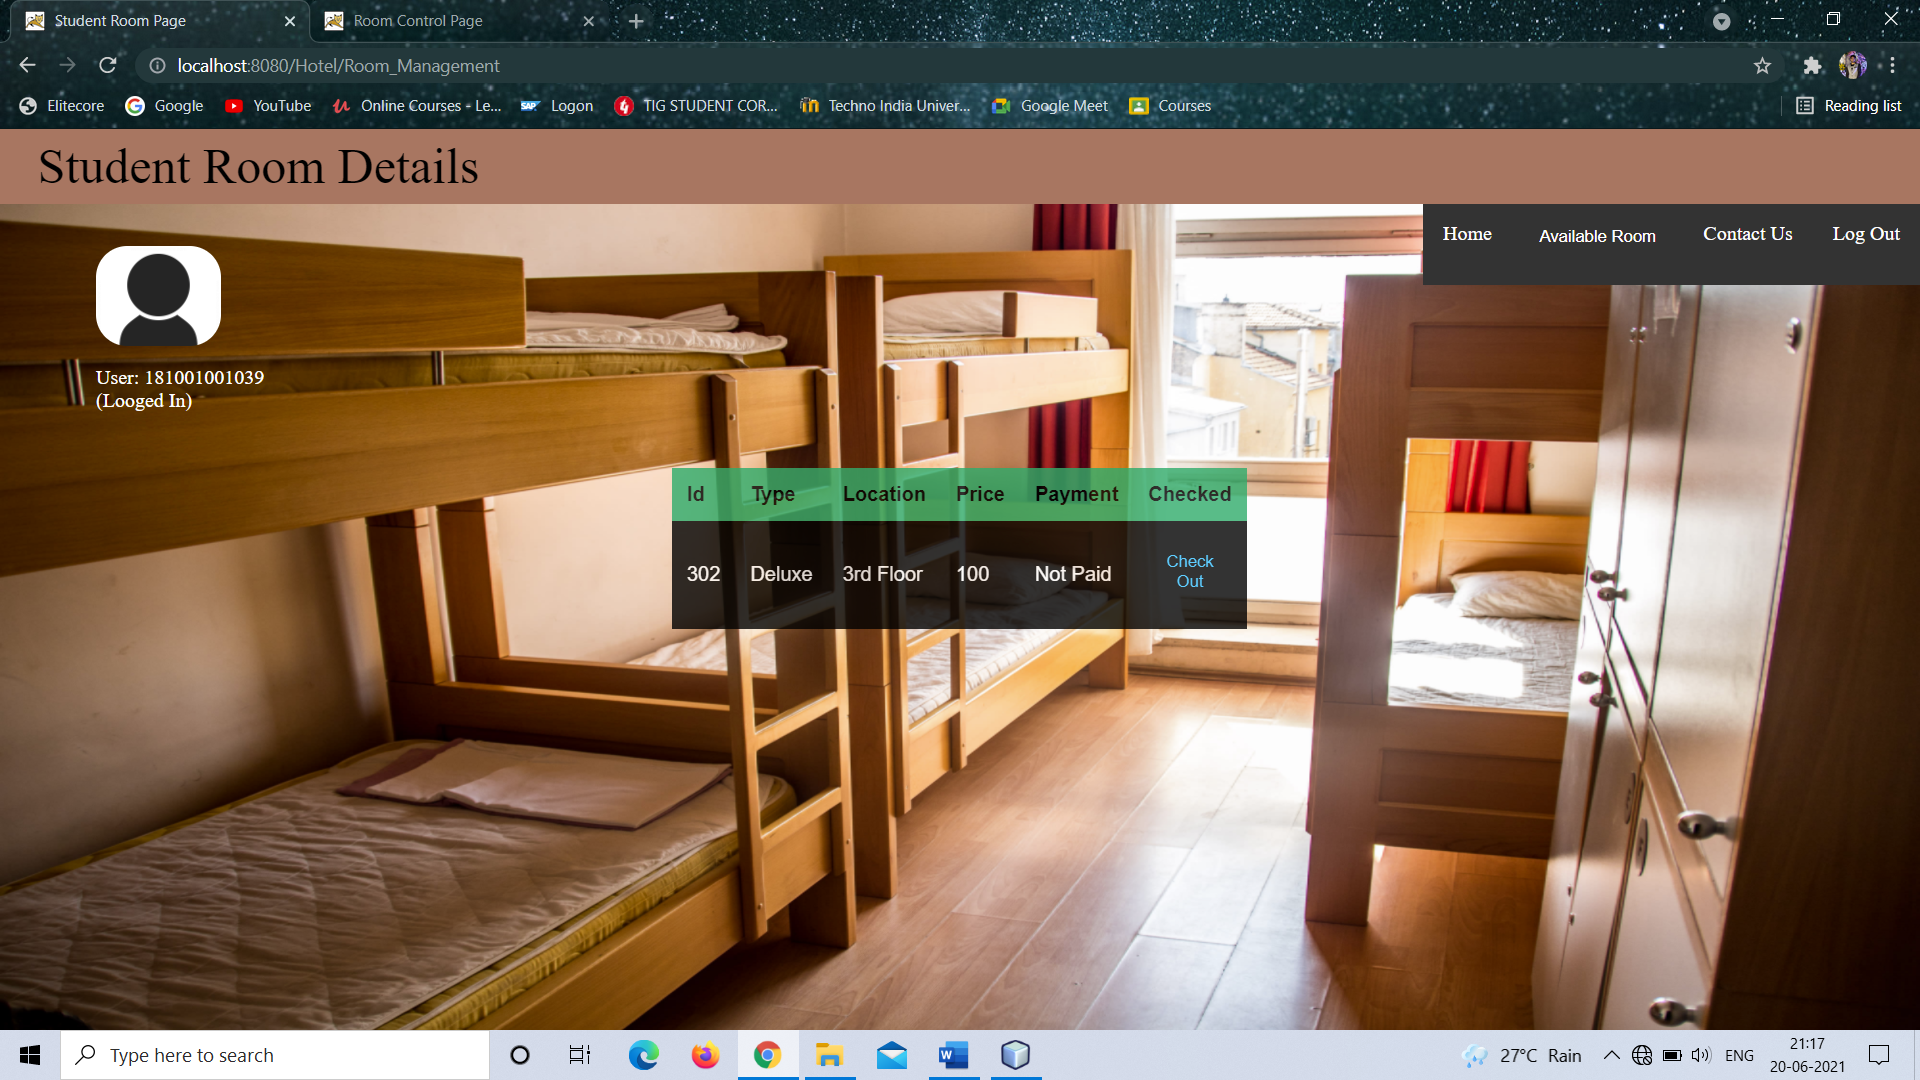 Student Room Page
Room Control Page
localhost:8080/Hotel/Room_Management
Elitecore
Google
YouTube
Online Courses - Le...
SAP
Logon
TIG STUDENT COR...
Techno India Univer...
Google Meet
Courses
Reading list
Student Room Details
Home
Available Room
Contact Us
Log Out
User: 181001001039
(Looged In)
Id Type Location Price Payment Checked
302 Deluxe 3rd Floor 100 Not Paid Check
Out
Type here to search
27°C Rain
ENG
21:17
20-06-2021